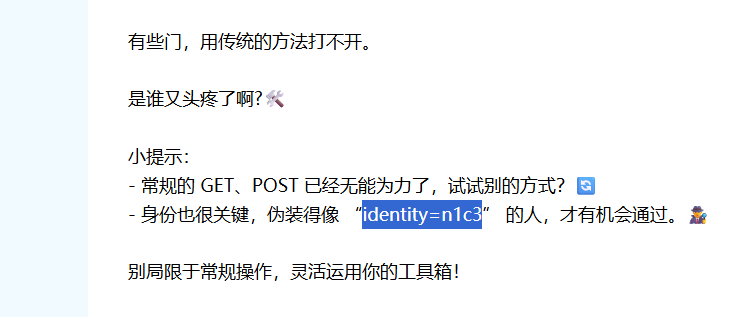 有些门，用传统的方法打不开。
是谁又头疼了啊？🛠️
小提示：
- 常规的 GET、POST 已经无能为力了，试试别的方式？🔄
- 身份也很关键，伪装得像 “identity=n1c3” 的人，才有机会通过。🕵️
别局限于常规操作，灵活运用你的工具箱！